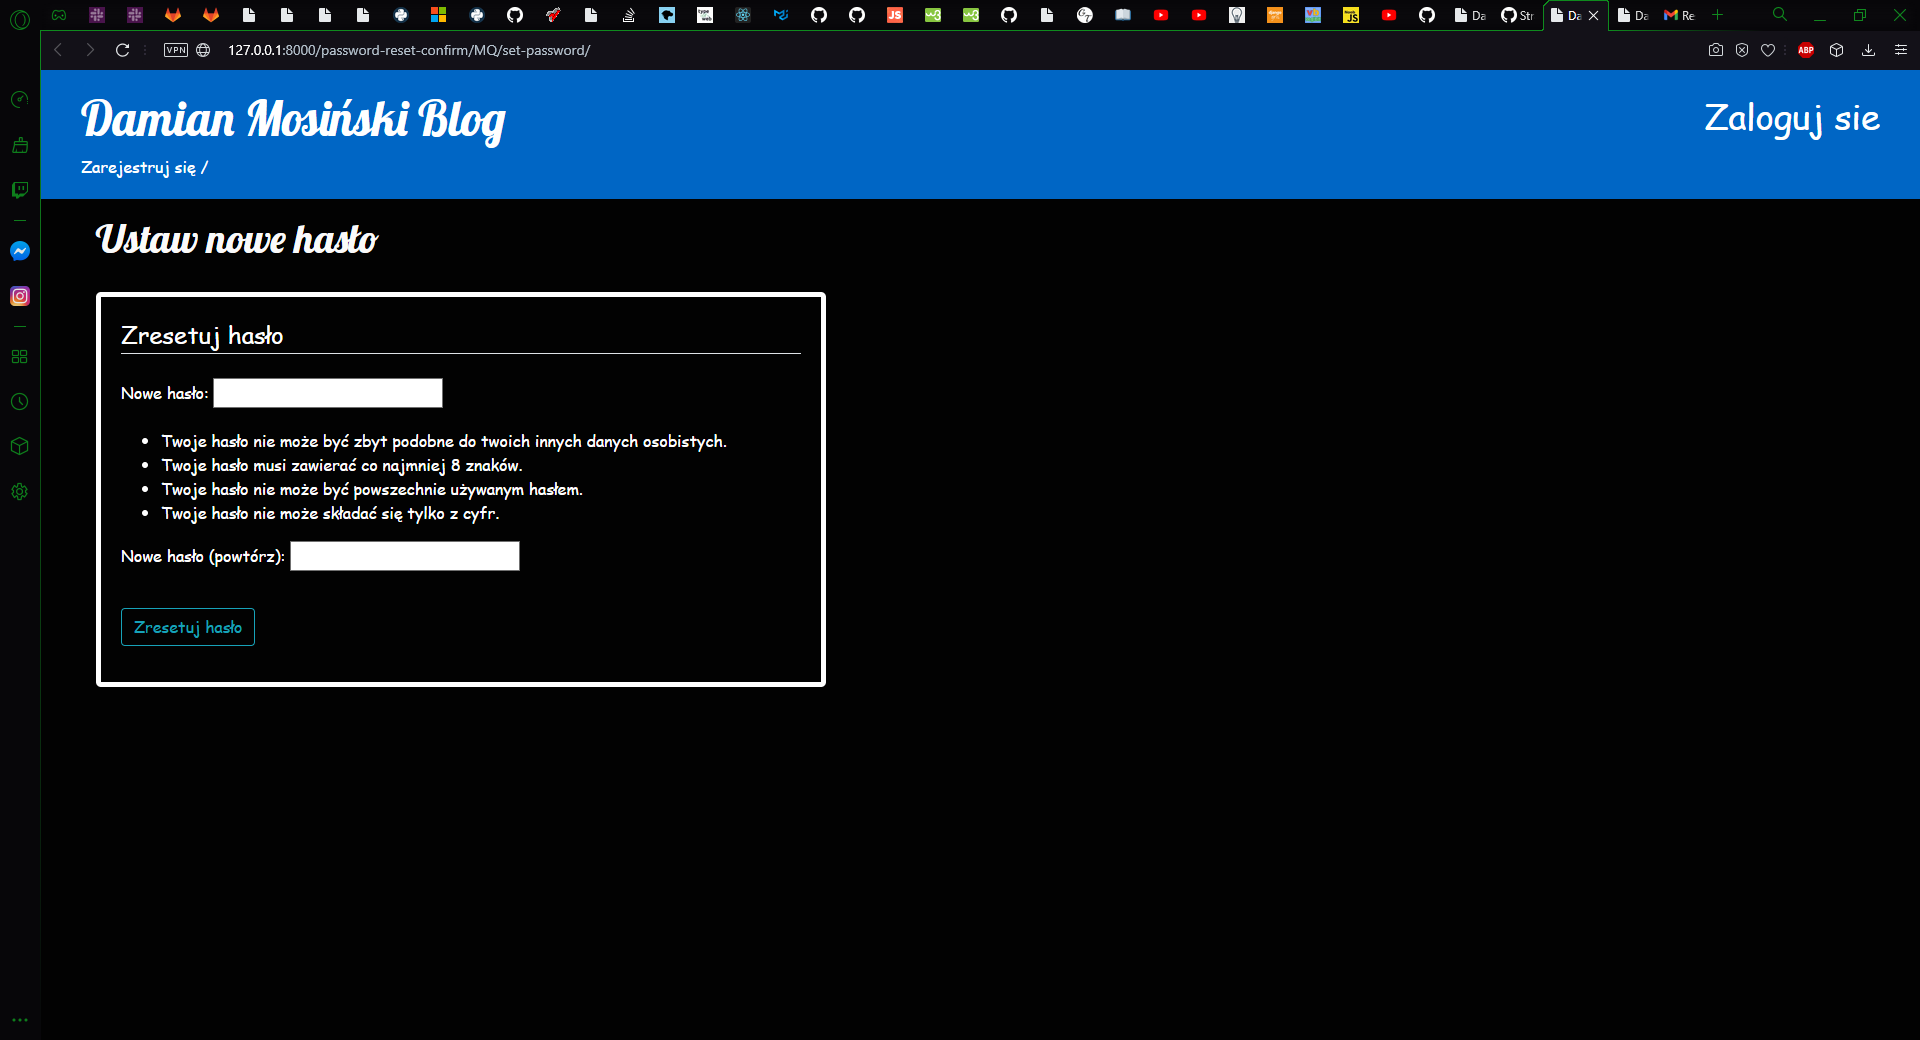 Da
Str
Da
Da
Re
VPN
127.0.0.1:8000/password-reset-confirm/MQ/set-password/
ABP
Damian Mosiński Blog
Zaloguj sie
Zarejestruj się /
Ustaw nowe hasło
Zresetuj hasło
Nowe hasło:
Twoje hasło nie może być zbyt podobne do twoich innych danych osobistych.
Twoje hasło musi zawierać co najmniej 8 znaków.
Twoje hasło nie może być powszechnie używanym hasłem.
Twoje hasło nie może składać się tylko z cyfr.
Nowe hasło (powtórz):
Zresetuj hasło